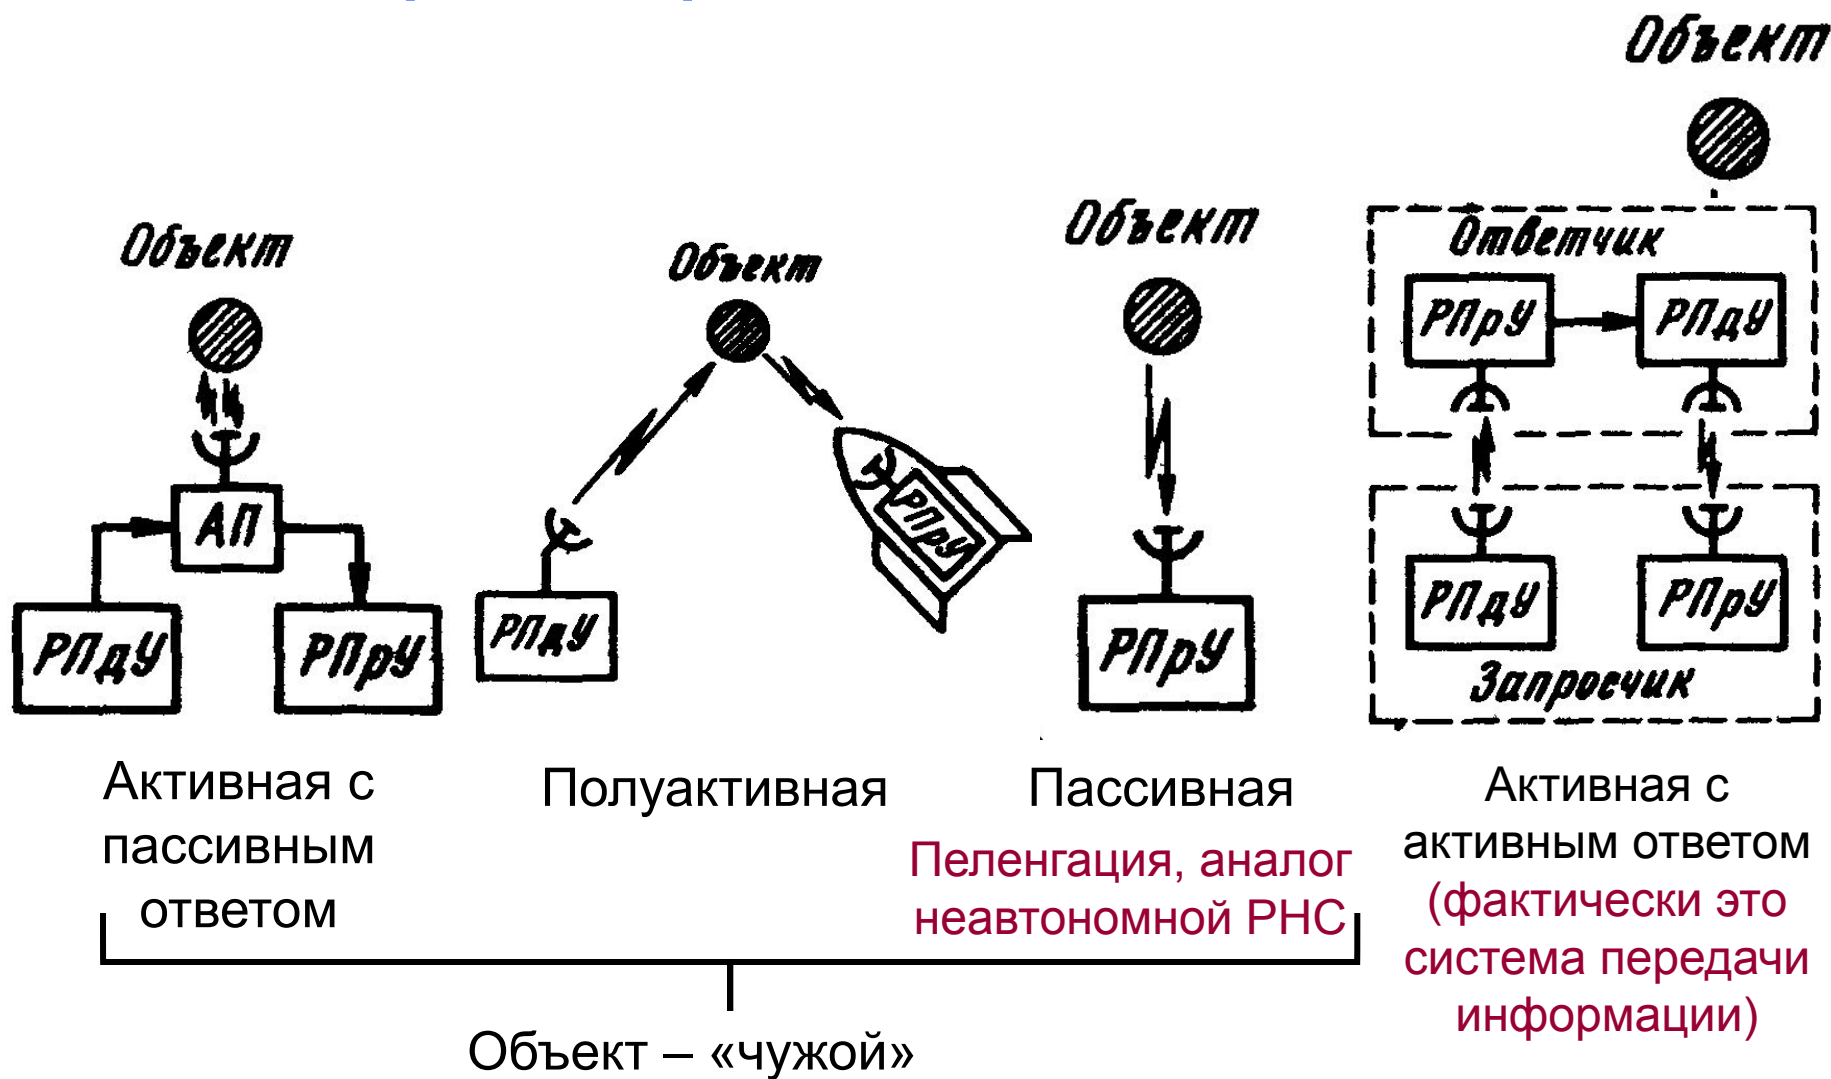 Объект
Объект
АП
РПдУ
РПрУ
Активная с
пассивным
ответом
Объект
РПдУ
РПрУ
Полуактивная
Объект
РПрУ
Пассивная
Пеленгация, аналог
неавтономной РНС
Ответчик
РПрУ
РПдУ
РПдУ
РПрУ
Запросчик
Активная с
активным ответом
(фактически это
система передачи
информации)
Объект – «чужой»